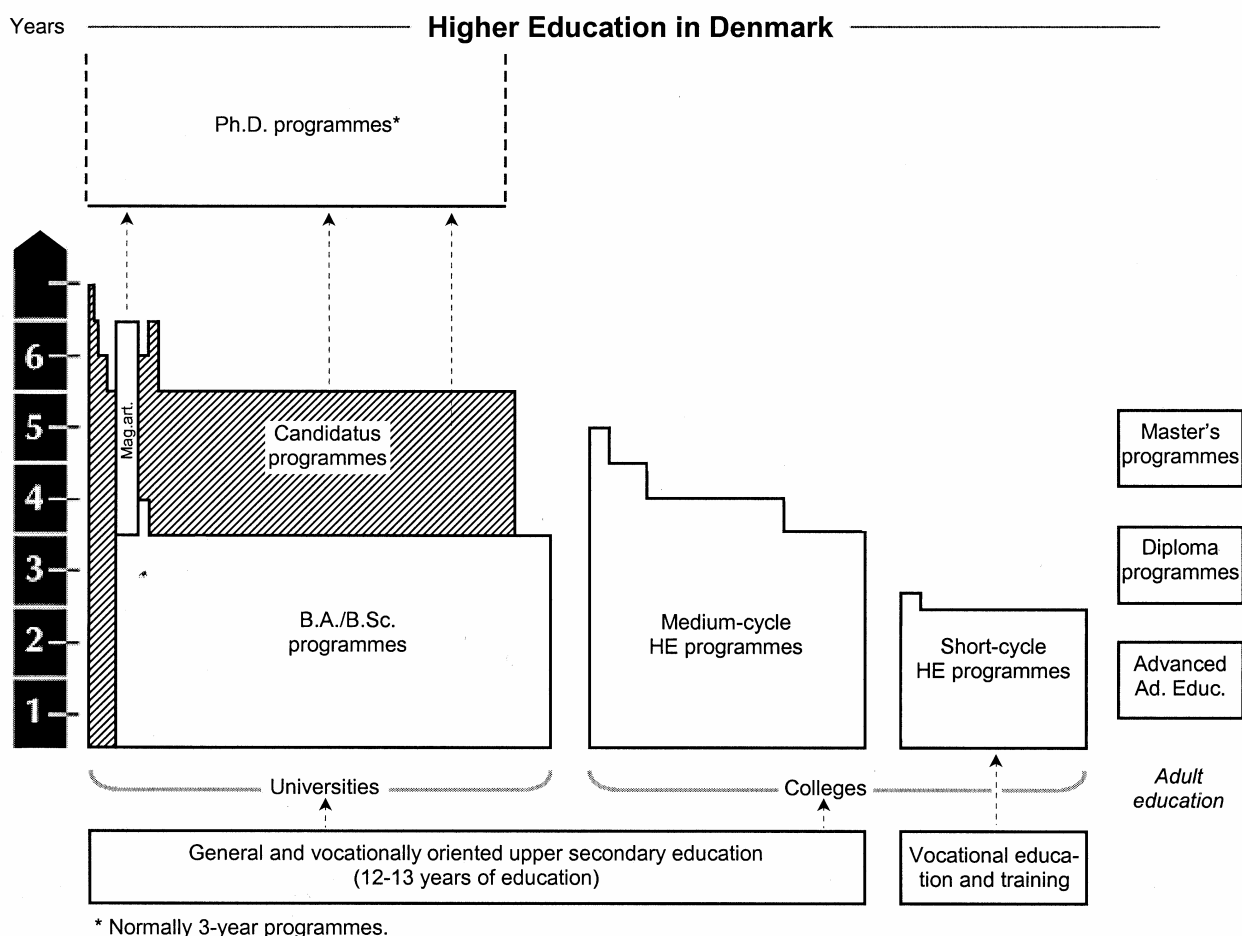 Years
Higher Education in Denmark
Ph.D. programmes*
6
5
4
3
2
1
Mag.art.
Candidatus
programmes
B.A./B.Sc.
programmes
Medium-cycle
HE programmes
Short-cycle
HE programmes
Master's
programmes
Diploma
programmes
Advanced
Ad. Educ.
Universities
Colleges
Adult
education
General and vocationally oriented upper secondary education
(12-13 years of education)
Vocational educa-
tion and training
* Normally 3-year programmes.